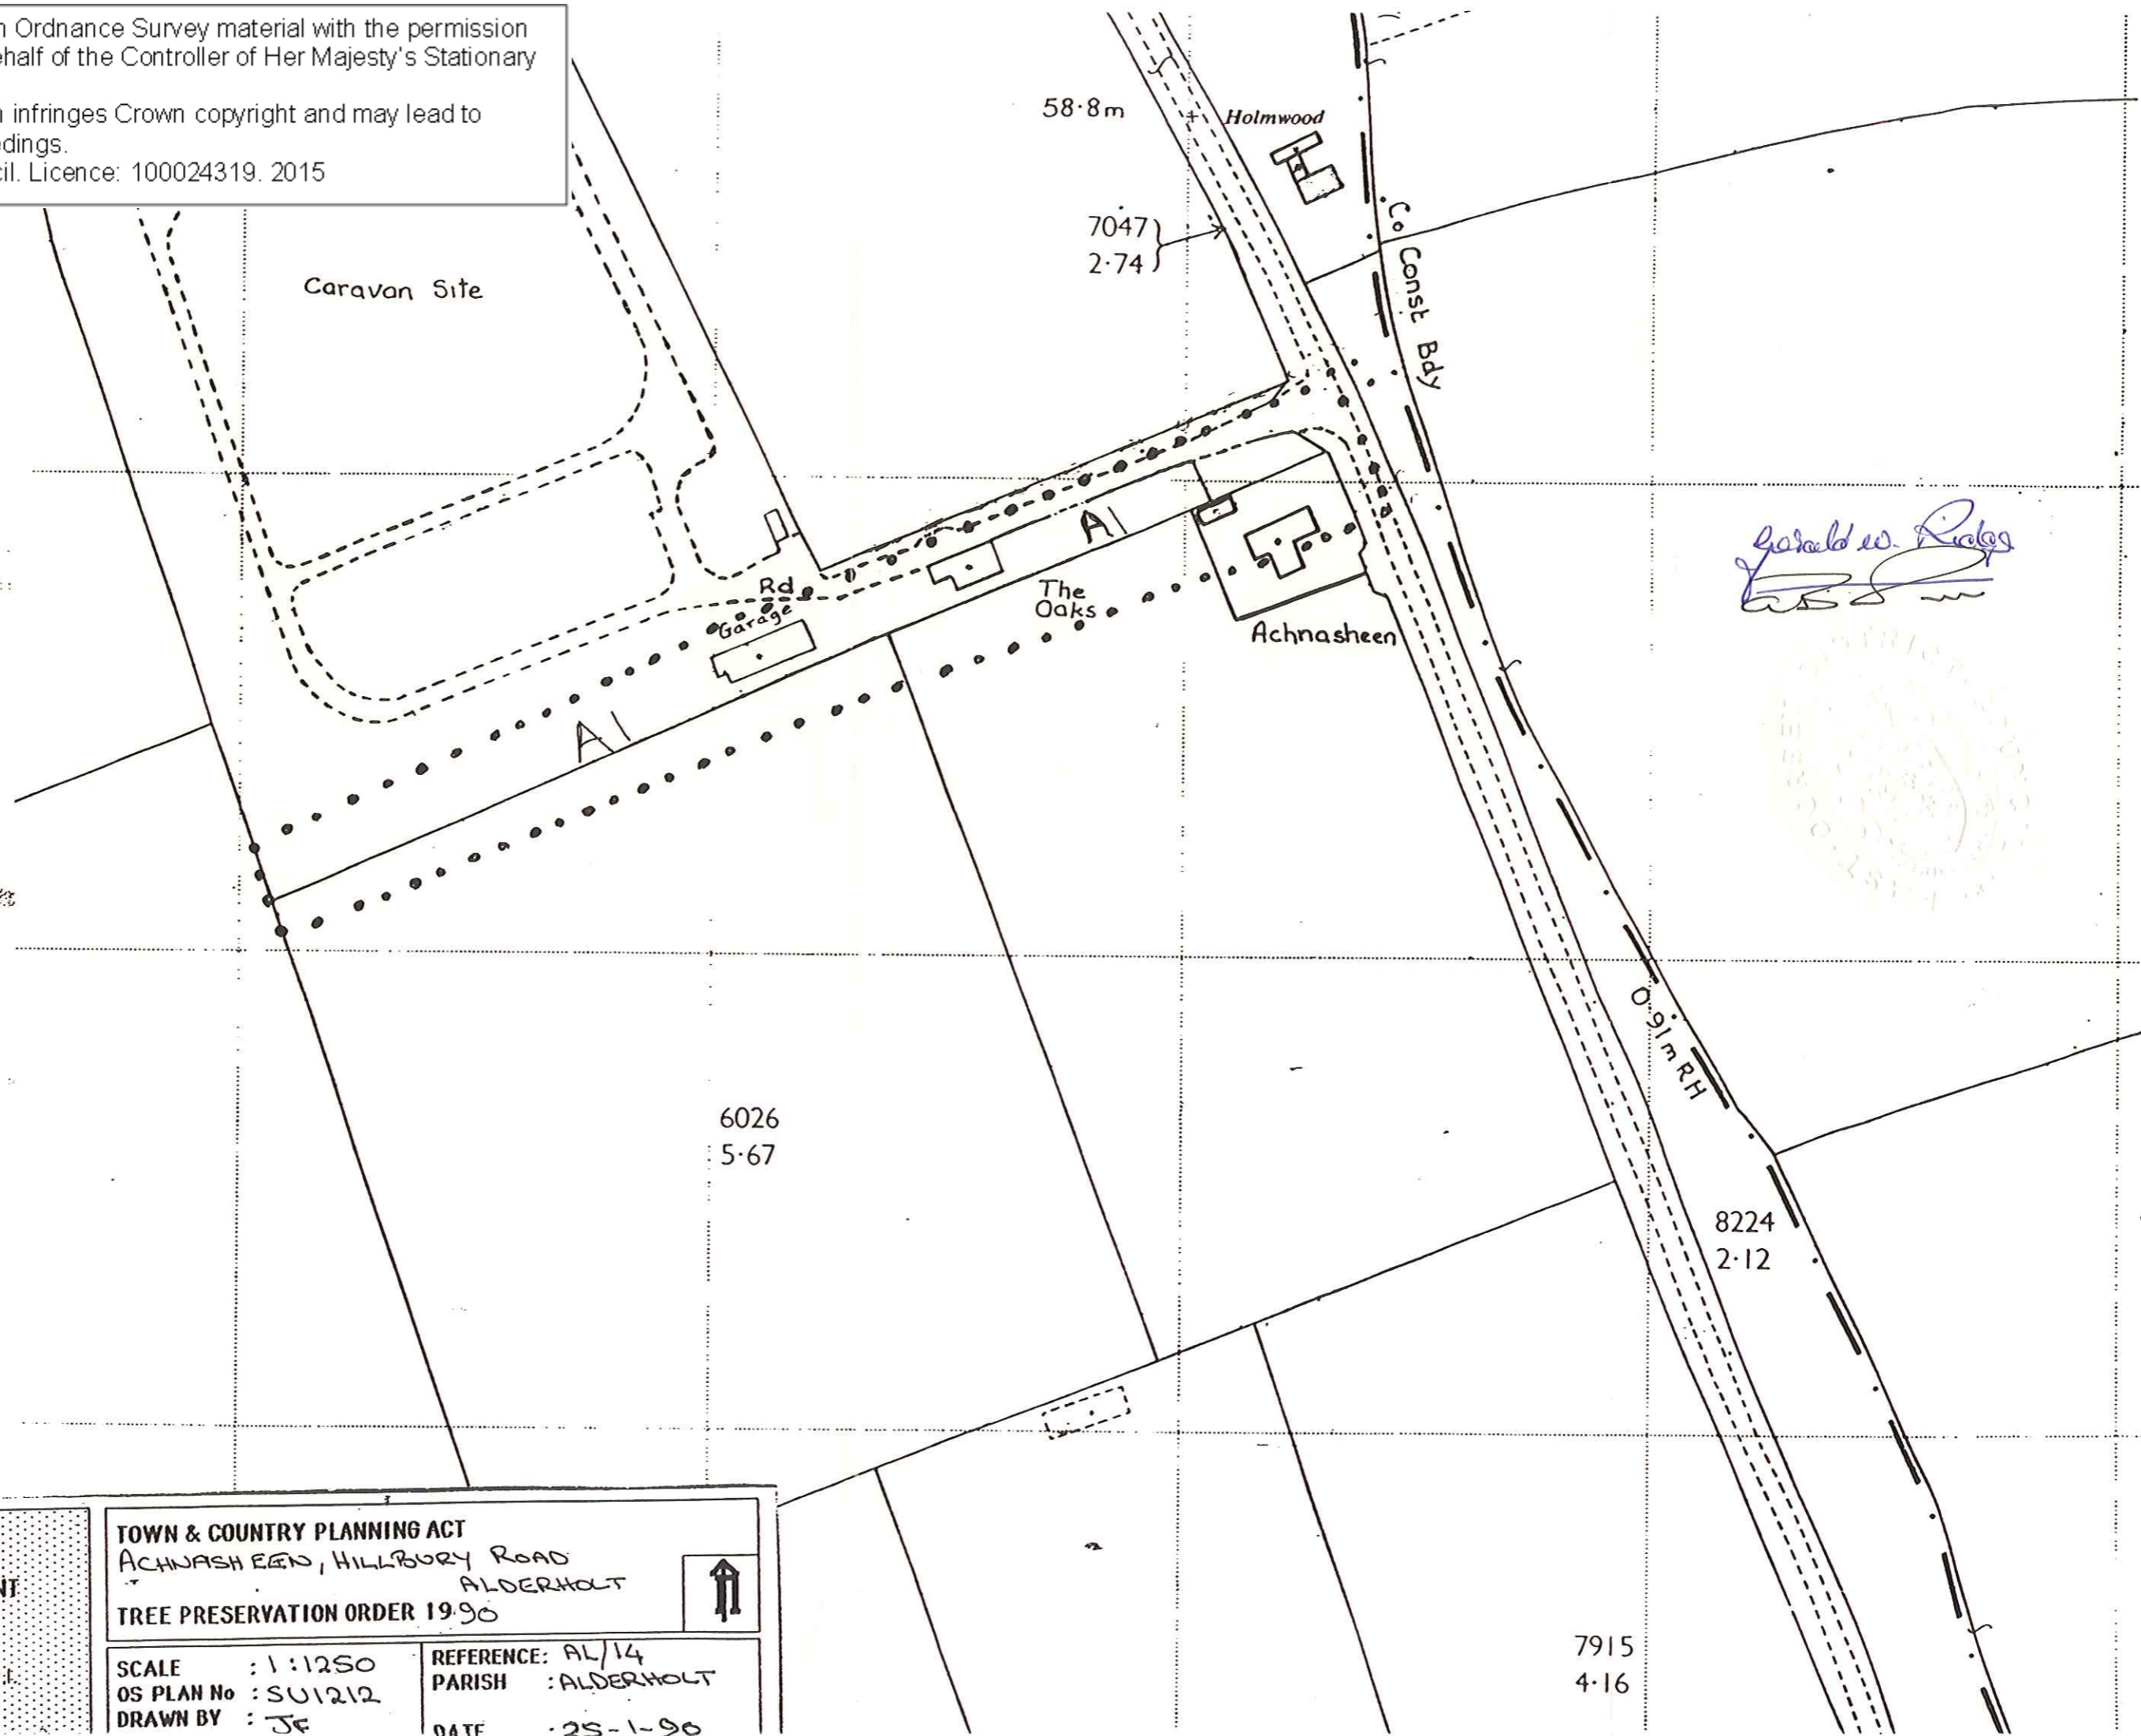 n Ordnance Survey material with the permission
ehalf of the Controller of Her Majesty's Stationary
n infringes Crown copyright and may lead to
edings.
cil. Licence: 100024319. 2015
58·8m
Holmwood
7047
2·74
Co Const Bdy
Caravan Site
A1
Rd
Garage
The
Oaks
Achnasheen
A1
0·91m RH
6026
5·67
8224
2·12
7915
4·16
NT
TOWN & COUNTRY PLANNING ACT
ACHNASHEEN, HILLBURY ROAD
ALDERHOLT
TREE PRESERVATION ORDER 1990
SCALE : 1:1250
OS PLAN No : SU1212
DRAWN BY : JF
REFERENCE: AL/14
PARISH : ALDERHOLT
DATE : 25-1-90